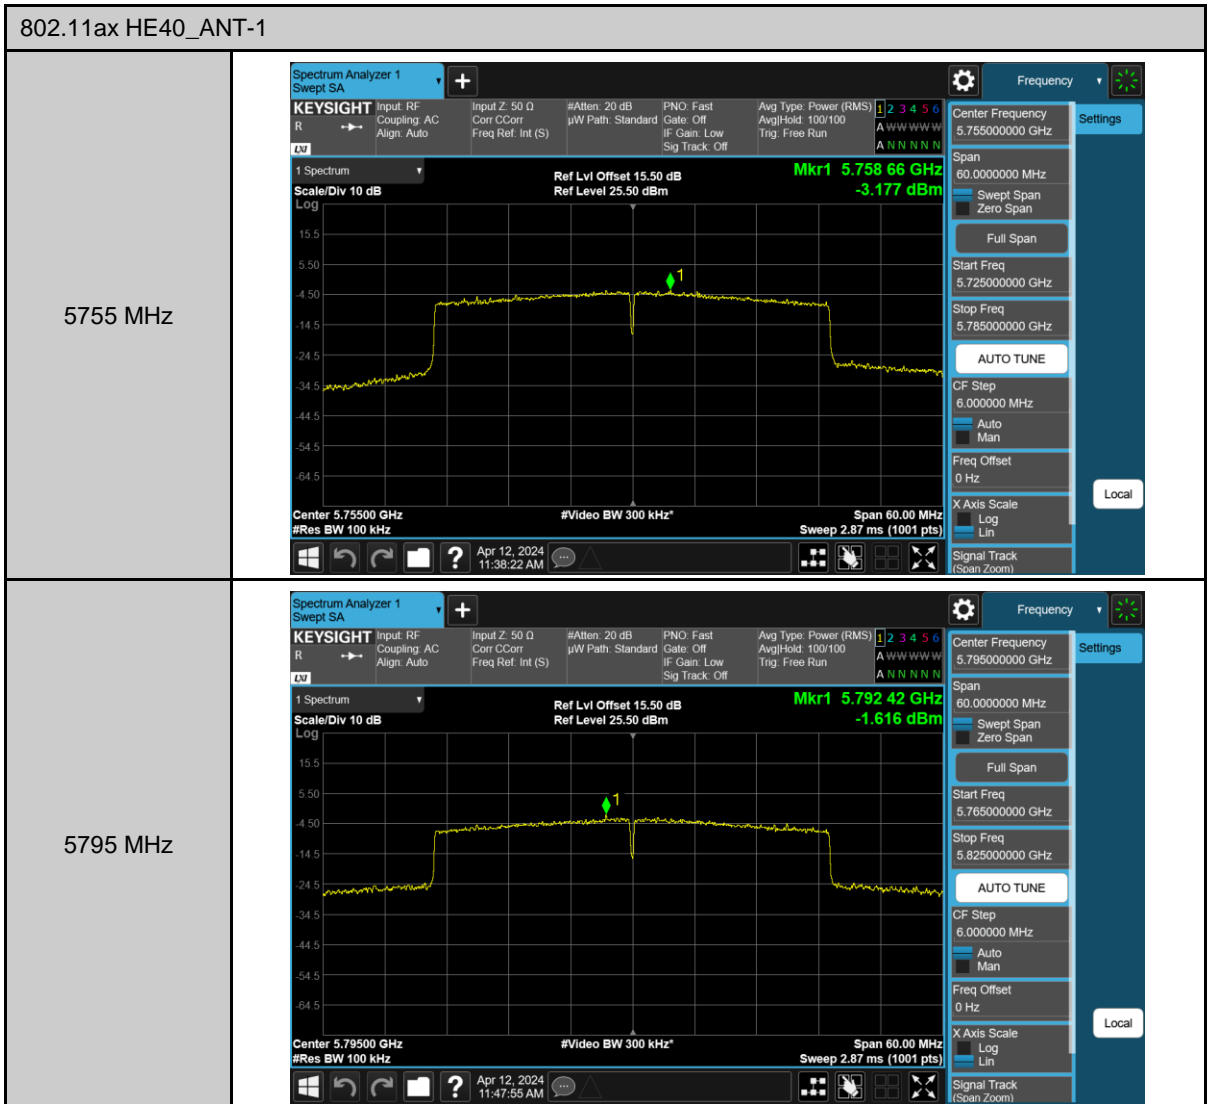 802.11ax HE40_ANT-1
5755 MHz
Spectrum Analyzer 1
Swept SA
Frequency
KEYSIGHT
R
LXI
Input: RF
Coupling: AC
Align: Auto
Input Z: 50 Ω
Corr CCorr
Freq Ref: Int (S)
#Atten: 20 dB
µW Path: Standard
PNO: Fast
Gate: Off
IF Gain: Low
Sig Track: Off
Avg Type: Power (RMS)
Avg|Hold: 100/100
Trig: Free Run
1 2 3 4 5 6
A W W W W W
A N N N N N
1 Spectrum
Scale/Div 10 dB
Ref Lvl Offset 15.50 dB
Ref Level 25.50 dBm
Mkr1 5.758 66 GHz
-3.177 dBm
Log
15.5
5.50
-4.50
-14.5
-24.5
-34.5
-44.5
-54.5
-64.5
1
Center 5.75500 GHz
#Res BW 100 kHz
#Video BW 300 kHz*
Span 60.00 MHz
Sweep 2.87 ms (1001 pts)
Apr 12, 2024
11:38:22 AM
Center Frequency
5.755000000 GHz
Span
60.0000000 MHz
Swept Span
Zero Span
Full Span
Start Freq
5.725000000 GHz
Stop Freq
5.785000000 GHz
AUTO TUNE
CF Step
6.000000 MHz
Auto
Man
Freq Offset
0 Hz
X Axis Scale
Log
Lin
Signal Track
(Span Zoom)
Settings
Local
5795 MHz
Spectrum Analyzer 1
Swept SA
Frequency
KEYSIGHT
R
LXI
Input: RF
Coupling: AC
Align: Auto
Input Z: 50 Ω
Corr CCorr
Freq Ref: Int (S)
#Atten: 20 dB
µW Path: Standard
PNO: Fast
Gate: Off
IF Gain: Low
Sig Track: Off
Avg Type: Power (RMS)
Avg|Hold: 100/100
Trig: Free Run
1 2 3 4 5 6
A W W W W W
A N N N N N
1 Spectrum
Scale/Div 10 dB
Ref Lvl Offset 15.50 dB
Ref Level 25.50 dBm
Mkr1 5.792 42 GHz
-1.616 dBm
Log
15.5
5.50
-4.50
-14.5
-24.5
-34.5
-44.5
-54.5
-64.5
1
Center 5.79500 GHz
#Res BW 100 kHz
#Video BW 300 kHz*
Span 60.00 MHz
Sweep 2.87 ms (1001 pts)
Apr 12, 2024
11:47:55 AM
Center Frequency
5.795000000 GHz
Span
60.0000000 MHz
Swept Span
Zero Span
Full Span
Start Freq
5.765000000 GHz
Stop Freq
5.825000000 GHz
AUTO TUNE
CF Step
6.000000 MHz
Auto
Man
Freq Offset
0 Hz
X Axis Scale
Log
Lin
Signal Track
(Span Zoom)
Settings
Local